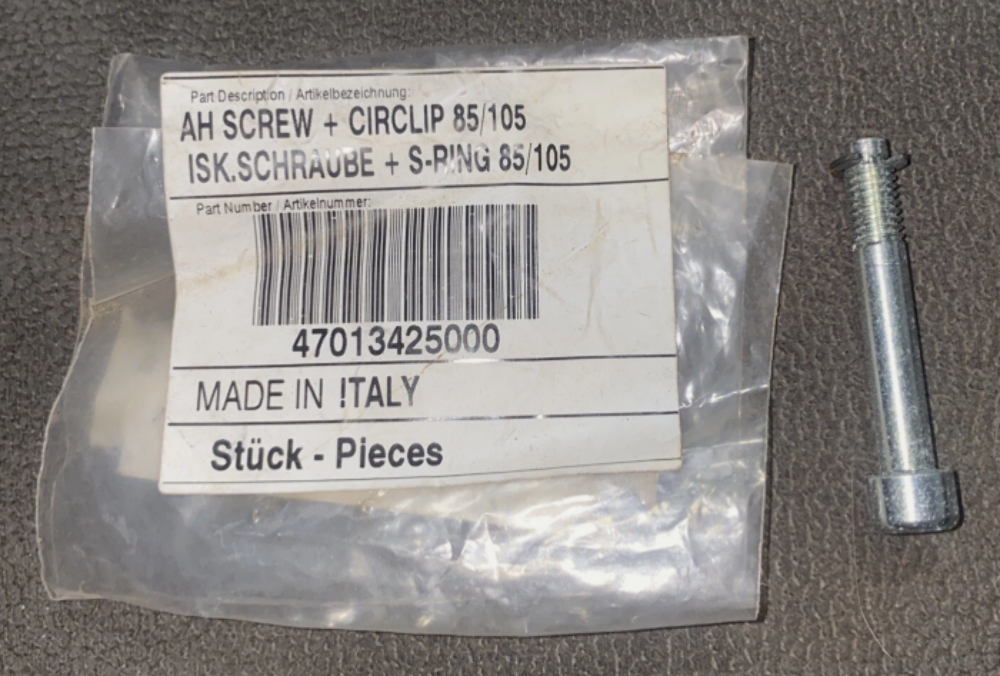 Part Description / Artikelbezeichnung:
AH SCREW + CIRCLIP 85/105
ISK.SCHRAUBE + S-RING 85/105
Part Number / Artikelnummer:
47013425000
MADE IN ITALY
Stück - Pieces